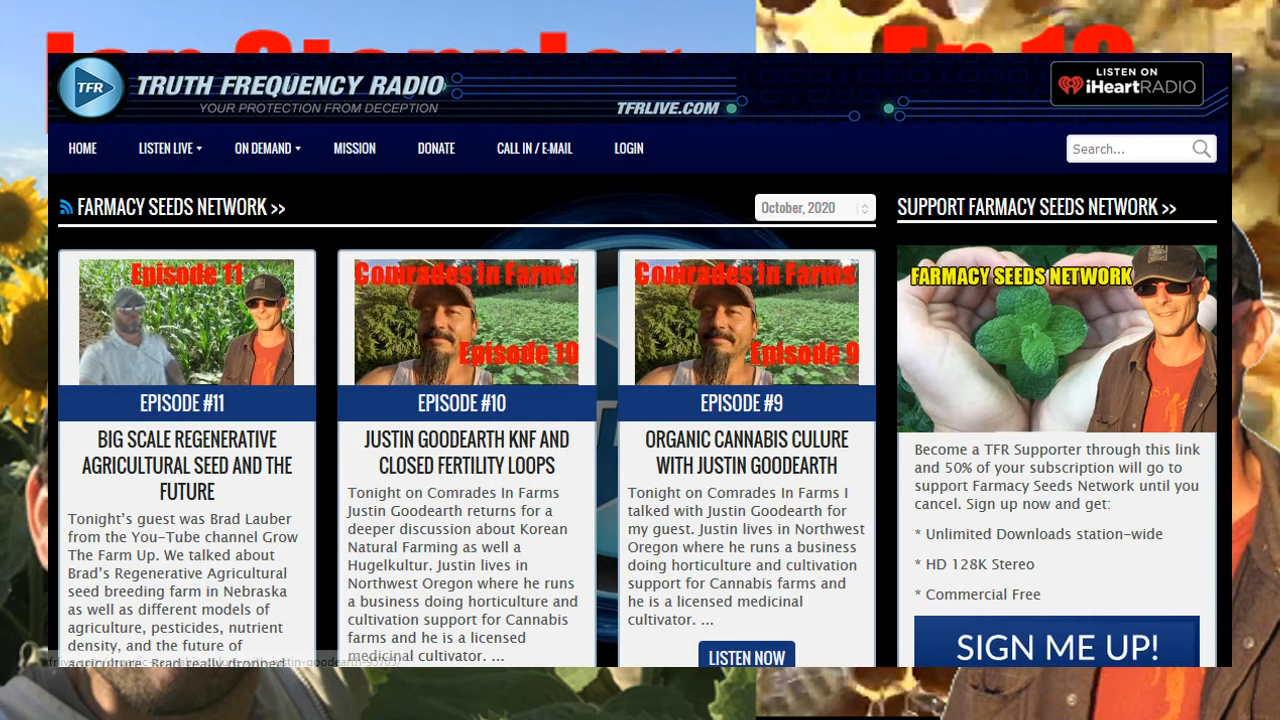 Ep 10
TFR
TRUTH FREQUENCY RADIO
YOUR PROTECTION FROM DECEPTION
TFRLIVE.COM
LISTEN ON
iHeartRADIO
HOME
LISTEN LIVE
ON DEMAND
MISSION
DONATE
CALL IN / E-MAIL
LOGIN
Search...
FARMACY SEEDS NETWORK >>
October, 2020
Episode 11
EPISODE #11
BIG SCALE REGENERATIVE
AGRICULTURAL SEED AND THE
FUTURE
Tonight's guest was Brad Lauber
from the You-Tube channel Grow
The Farm Up. We talked about
Brad's Regenerative Agricultural
seed breeding farm in Nebraska
as well as different models of
agriculture, pesticides, nutrient
density, and the future of
agriculture. Brad really dropped
Comrades In Farms
Episode 10
EPISODE #10
JUSTIN GOODEARTH KNF AND
CLOSED FERTILITY LOOPS
Tonight on Comrades In Farms
Justin Goodearth returns for a
deeper discussion about Korean
Natural Farming as well a
Hugelkultur. Justin lives in
Northwest Oregon where he runs
a business doing horticulture and
cultivation support for Cannabis
farms and he is a licensed
medicinal cultivator. ...
Comrades In Farms
Episode 9
EPISODE #9
ORGANIC CANNABIS CULURE
WITH JUSTIN GOODEARTH
Tonight on Comrades In Farms I
talked with Justin Goodearth for
my guest. Justin lives in Northwest
Oregon where he runs a business
doing horticulture and cultivation
support for Cannabis farms and
he is a licensed medicinal
cultivator. ...
LISTEN NOW
SUPPORT FARMACY SEEDS NETWORK >>
FARMACY SEEDS NETWORK
Become a TFR Supporter through this link
and 50% of your subscription will go to
support Farmacy Seeds Network until you
cancel. Sign up now and get:
* Unlimited Downloads station-wide
* HD 128K Stereo
* Commercial Free
SIGN ME UP!